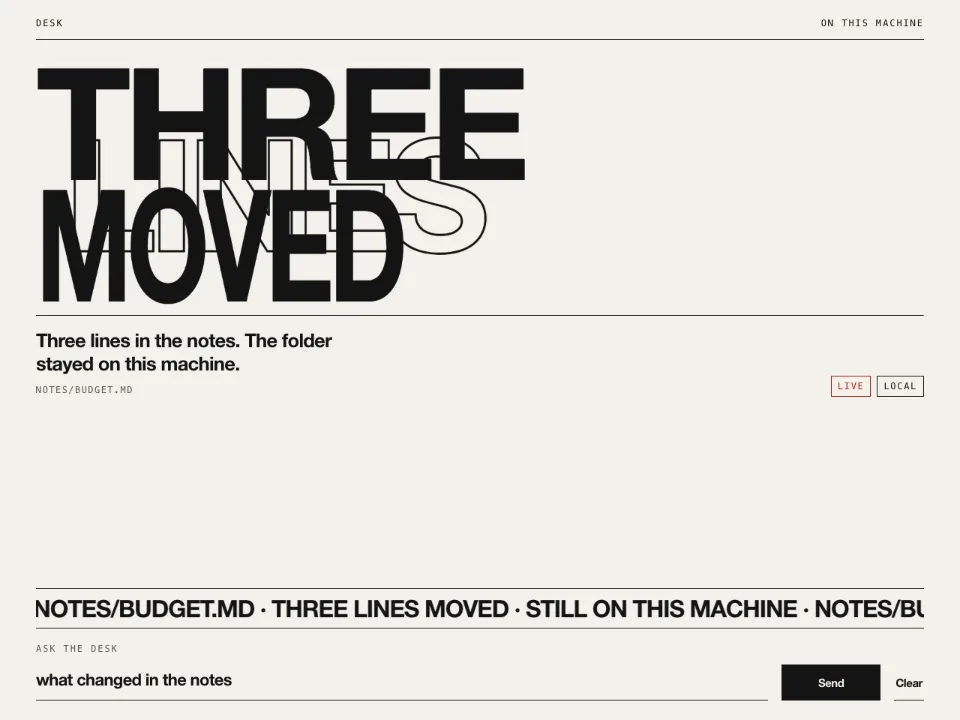 DESK
ON THIS MACHINE
THREE
LINES
MOVED
Three lines in the notes. The folder
stayed on this machine.
NOTES/BUDGET.MD
LIVE
LOCAL
NOTES/BUDGET.MD · THREE LINES MOVED · STILL ON THIS MACHINE · NOTES/BU
ASK THE DESK
what changed in the notes
Send
Clear